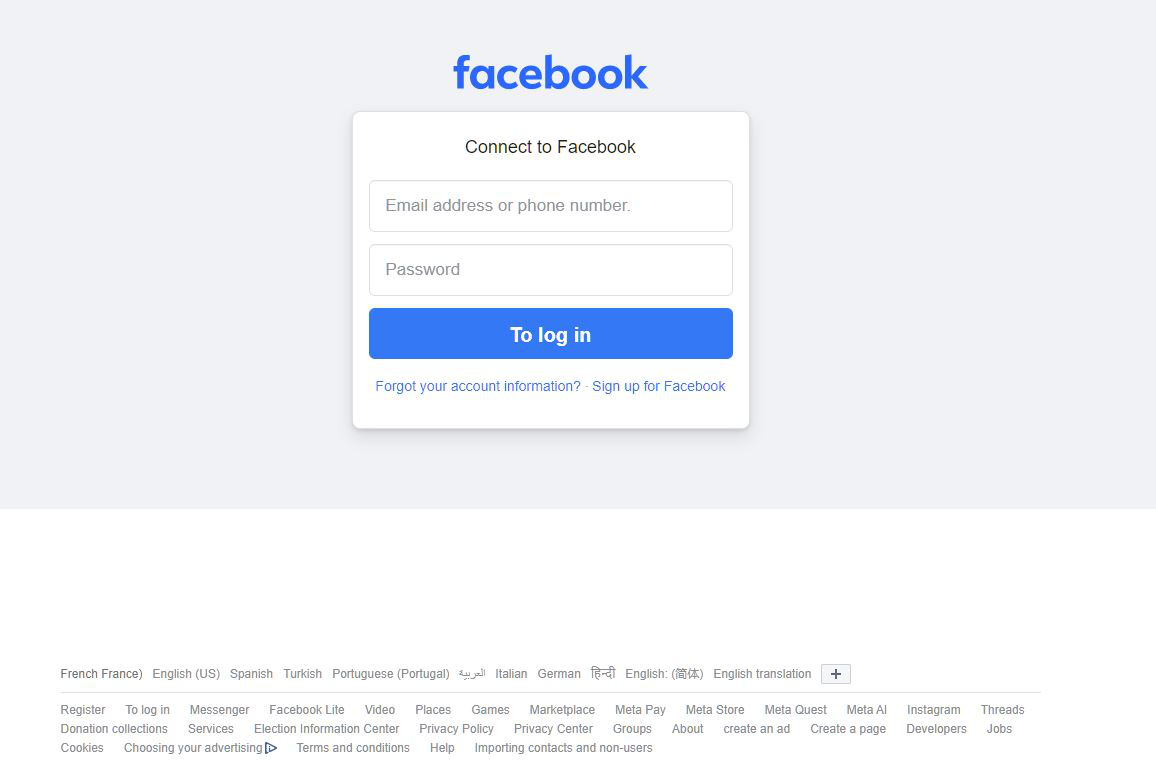 facebook
Connect to Facebook
Email address or phone number.
Password
To log in
Forgot your account information? · Sign up for Facebook
French France) English (US) Spanish Turkish Portuguese (Portugal) العربية Italian German हिन्दी English: (简体) English translation
Register To log in Messenger Facebook Lite Video Places Games Marketplace Meta Pay Meta Store Meta Quest Meta AI Instagram Threads
Donation collections Services Election Information Center Privacy Policy Privacy Center Groups About create an ad Create a page Developers Jobs
Cookies Choosing your advertising Terms and conditions Help Importing contacts and non-users